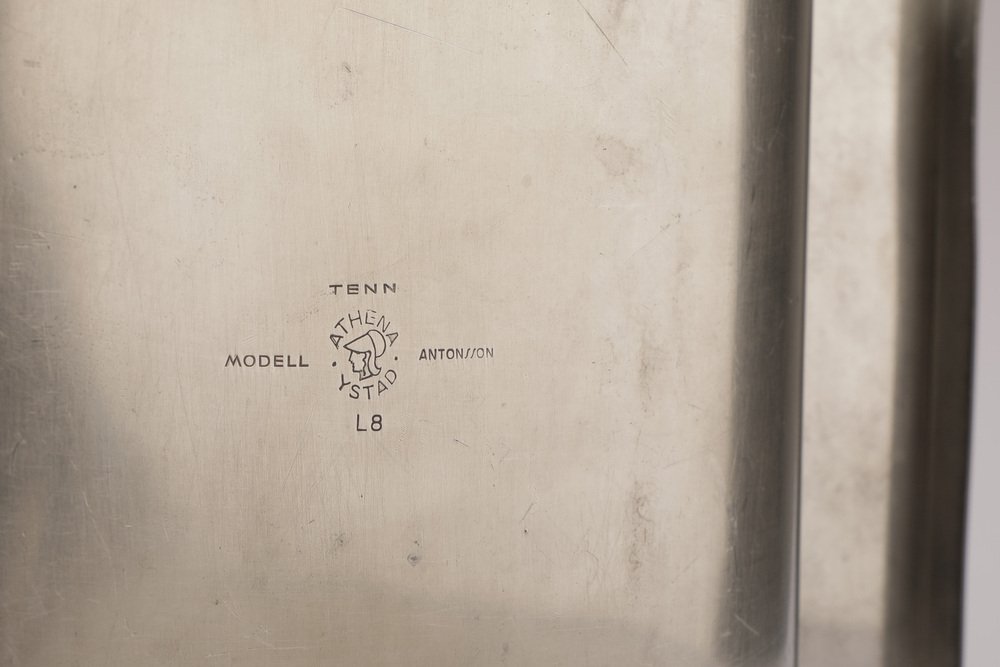 TENN
ATHENA
MODELL
ANTONSSON
YSTAD
L8